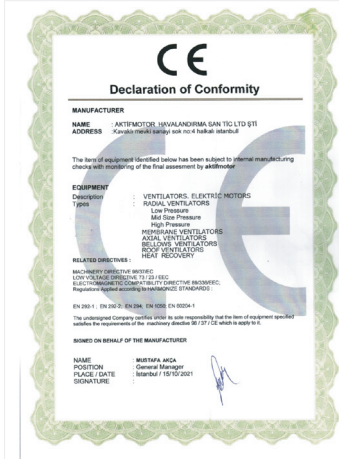 CE
Declaration of Conformity
MANUFACTURER
NAME : AKTİFMOTOR HAVALANDIRMA SAN TİC LTD ŞTİ
ADDRESS :Kavaklı mevki sanayi sok no:4 halkalı istanbull
The item of equipment identified below has been subject to internal manufacturing
checks with monitoring of the final assesment by aktifmotor
EQUIPMENT
Description : VENTILATORS, ELEKTRİC MOTORS
Types : RADIAL VENTILATORS
Low Pressure
Mid Size Pressure
High Pressure
MEMBRANE VENTILATORS
AXIAL VENTILATORS
BELLOWS VENTILATORS
ROOF VENTILATORS
HEAT RECOVERY
RELATED DIRECTIVES :
MACHINERY DIRECTIVE 98/37/EC
LOW VOLTAGE DIRECTIVE 73 / 23 / EEC
ELECTROMAGNETIC COMPATIBILITY DIRECTIVE 89/336/EEC;
Regulations Applied according to HARMONIZE STANDARDS :
EN 292-1 ; EN 292-2; EN 294; EN 1050; EN 60204-1
The undersigned Company certifies under its sole responsibility that the item of equipment specified
satisfies the requirements of the machinery directive 98 / 37 / CE which is apply to it.
SIGNED ON BEHALF OF THE MANUFACTURER
NAME : MUSTAFA AKÇA
POSITION : General Manager
PLACE / DATE : İstanbul / 15/10/2021
SIGNATURE :